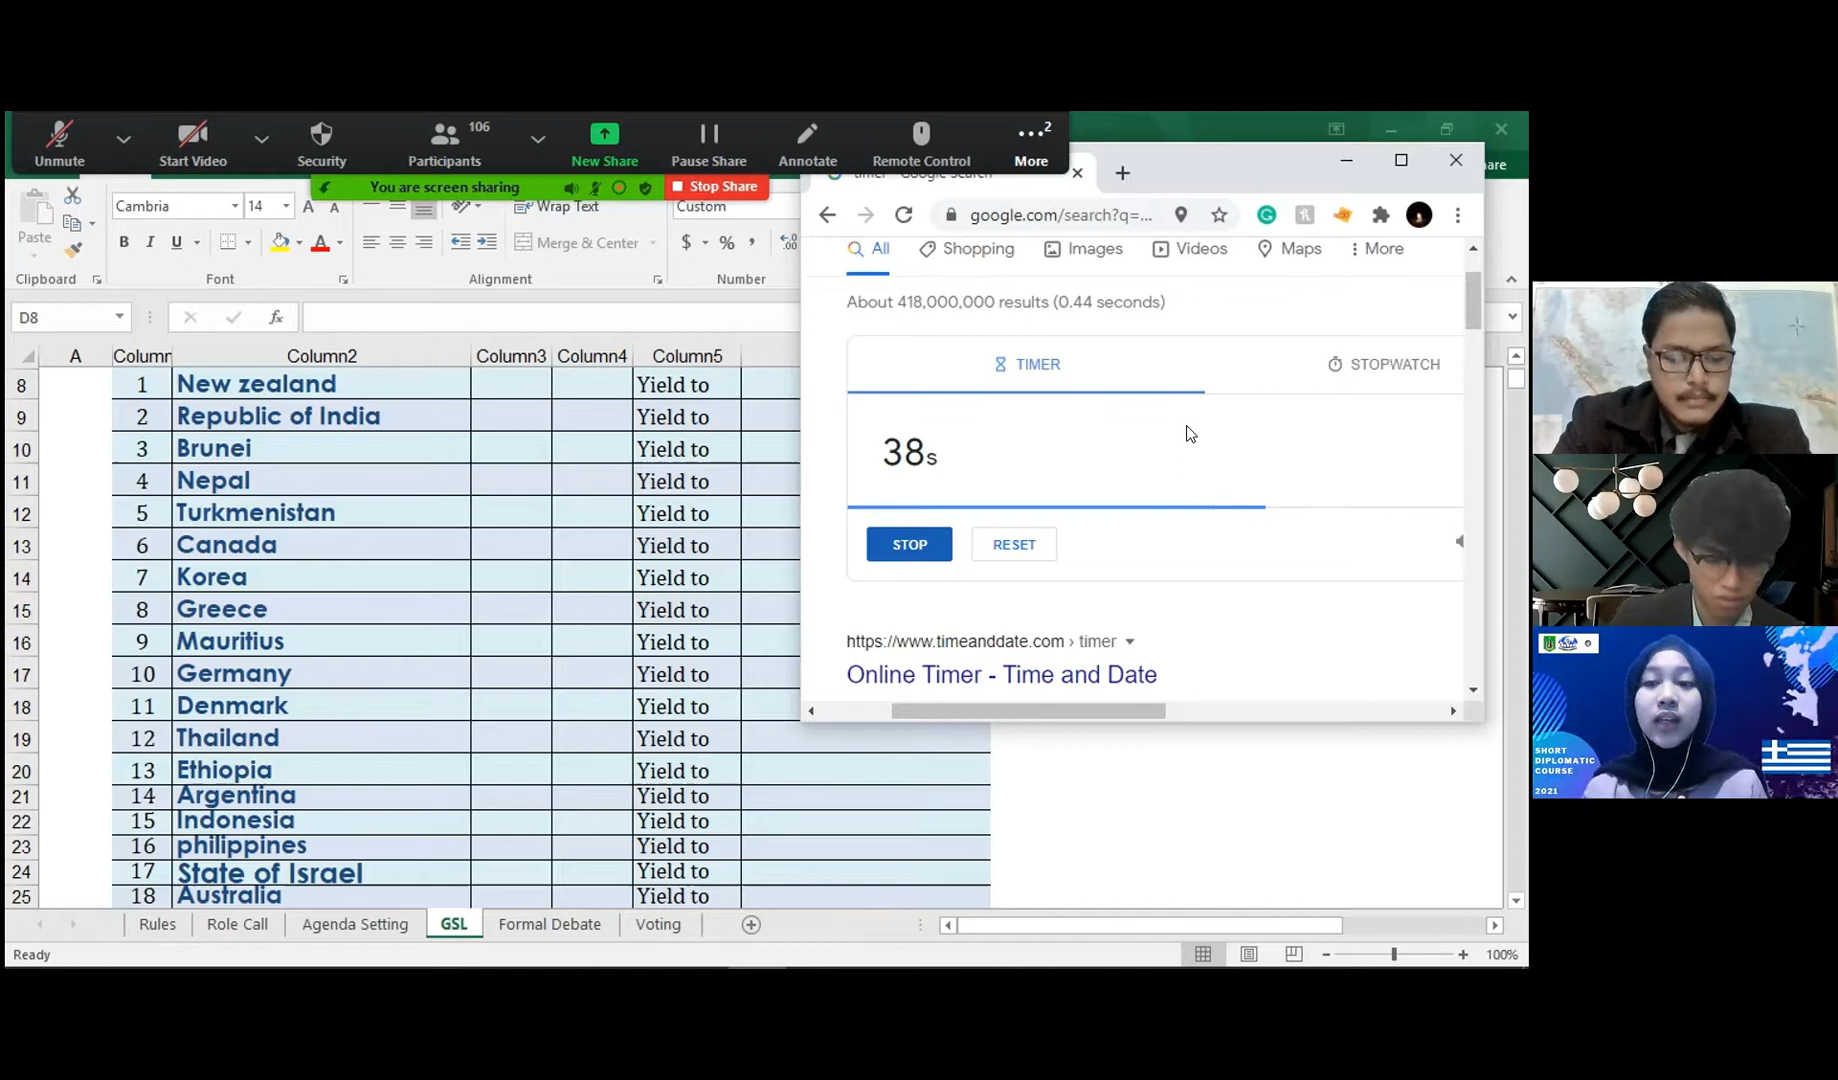 Unmute
Start Video
Security
Participants
106
New Share
Pause Share
Annotate
Remote Control
More
2
You are screen sharing
Stop Share
Paste
Clipboard
Cambria
14
B I U
A
Font
Wrap Text
Merge & Center
Alignment
Custom
$ % ,
Number
D8
fx
A Column Column2 Column3 Column4 Column5
8 1 New zealand Yield to
9 2 Republic of India Yield to
10 3 Brunei Yield to
11 4 Nepal Yield to
12 5 Turkmenistan Yield to
13 6 Canada Yield to
14 7 Korea Yield to
15 8 Greece Yield to
16 9 Mauritius Yield to
17 10 Germany Yield to
18 11 Denmark Yield to
19 12 Thailand Yield to
20 13 Ethiopia Yield to
21 14 Argentina Yield to
22 15 Indonesia Yield to
23 16 philippines Yield to
24 17 State of Israel Yield to
25 18 Australia Yield to
Rules Role Call Agenda Setting GSL Formal Debate Voting
Ready
100%
google.com/search?q=...
All Shopping Images Videos Maps More
About 418,000,000 results (0.44 seconds)
TIMER
STOPWATCH
38s
STOP
RESET
https://www.timeanddate.com › timer
Online Timer - Time and Date
SHORT
DIPLOMATIC
COURSE
2021